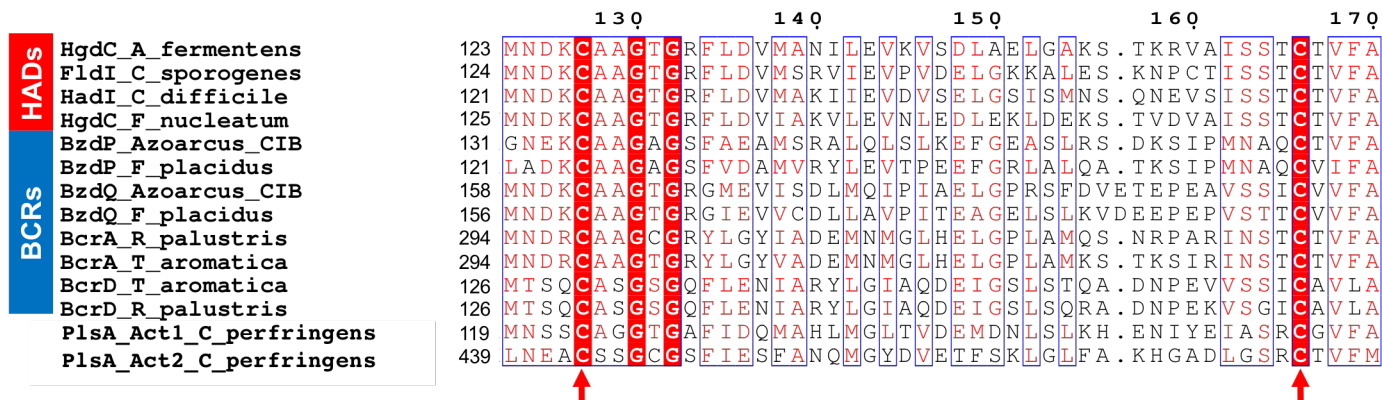 130 140 150 160 170
HADs
BCRs
HgdC_A_fermentens 123 MNDKCAAGTGRFLDVMANILEVKVSDLAELGAKS.TKRVAISSTCTVFA
FldI_C_sporogenes 124 MNDKCAAGTGRFLDVMSRVIEVPVDELGKKALES.KNPCTISSTCTVFA
HadI_C_difficile 121 MNDKCAAGTGRFLDVMAKIIEVDVSELGSISMNS.QNEVSISSTCTVFA
HgdC_F_nucleatum 125 MNDKCAAGTGRFLDVIAKVLEVNLEDLEKLDEKS.TVDVAISSTCTVFA
BzdP_Azoarcus_CIB 131 GNEKCAAGAGSFAEAMSRALQLSLKEFGEASLRS.DKSIPMNAQCTVFA
BzdP_F_placidus 121 LADKCAAGAGSFVDAMVRYLEVTPEEFGRLALQA.TKSIPMNAQCVIFA
BzdQ_Azoarcus_CIB 158 MNDKCAAGTGRGMEVISDLMQIPIAELGPRSFDVETEPEAVSSICVVFA
BzdQ_F_placidus 156 MNDKCAAGTGRGIEVVCDLLAVPITEAGELSLKVDEEPEPVSTTCVVFA
BcrA_R_palustris 294 MNDRCAAGCGRYLGYIADEMNMGLHELGPLAMQS.NRPARINSTCTVFA
BcrA_T_aromatica 294 MNDRCAAGTGRYLGYVADEMNMGLHELGPLAMKS.TKSIRINSTCTVFA
BcrD_T_aromatica 126 MTSQCASGSGQFLENIARYLGIAQDEIGSLSTQA.DNPEVVSSICAVLA
BcrD_R_palustris 126 MTSQCASGSGQFLENIARYLGIAQDEIGSLSQRA.DNPEKVSGICAVLA
PlsA_Act1_C_perfringens 119 MNSSCAGGTGAFIDQMAHLMGLTVDEMDNLSLKH.ENIYEIASRCGVFA
PlsA_Act2_C_perfringens 439 LNEACSSGCGSFIESFANQMGYDVETFSKLGLFA.KHGADLGSRCTVFM